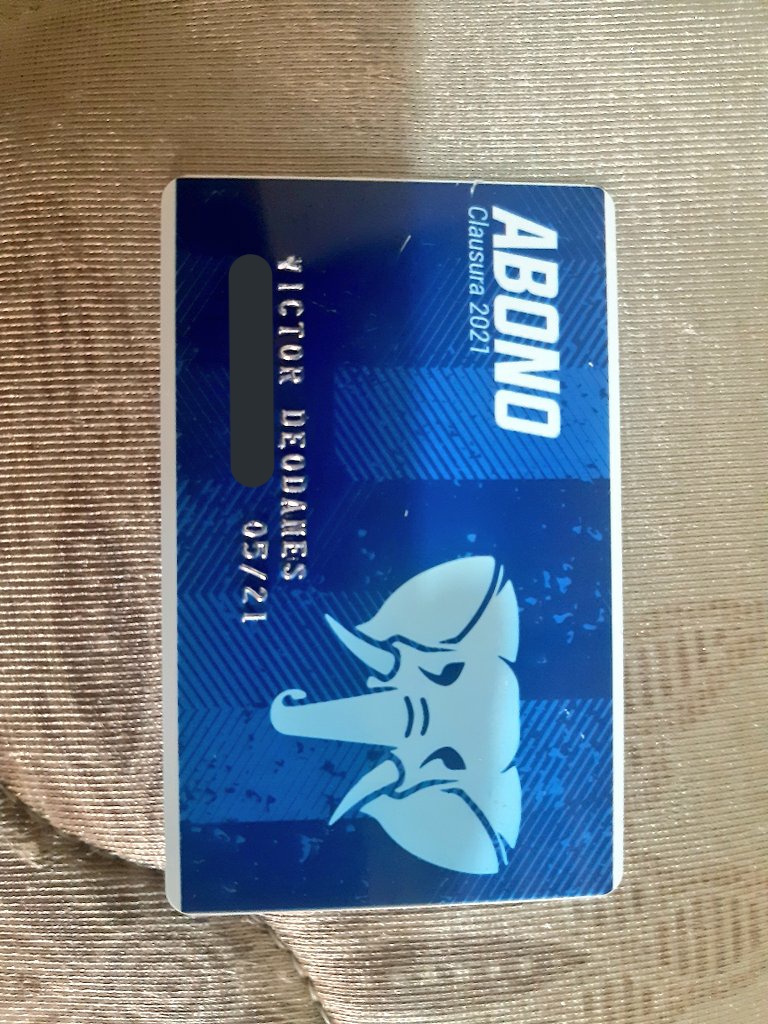 ABONO
Clausura 2021
VICTOR DEODANES
05/21